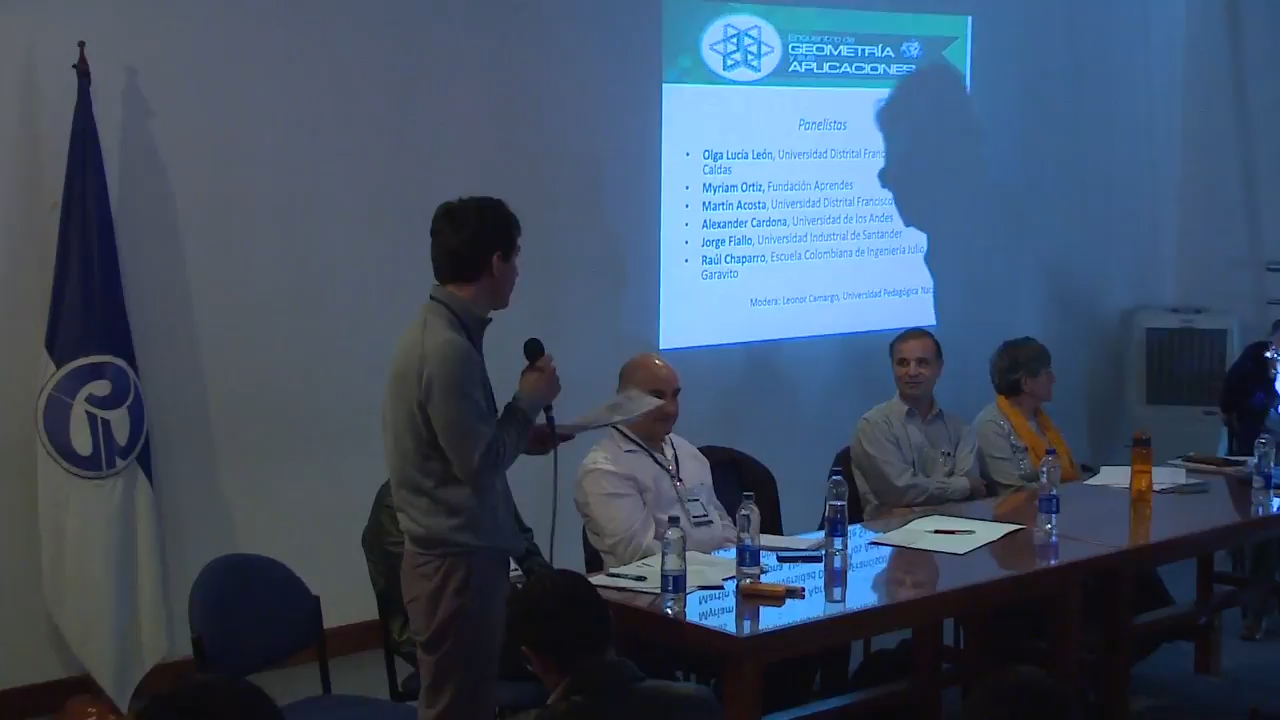 Encuentro de
GEOMETRÍA
y sus
APLICACIONES
Panelistas
• Olga Lucía León, Universidad Distrital Franc
Caldas
• Myriam Ortiz, Fundación Aprendes
• Martín Acosta, Universidad Distrital Francisco
• Alexander Cardona, Universidad de los Andes
• Jorge Fiallo, Universidad Industrial de Santander
• Raúl Chaparro, Escuela Colombiana de Ingeniería Julio
Garavito
Modera: Leonor Camargo, Universidad Pedagógica Nac